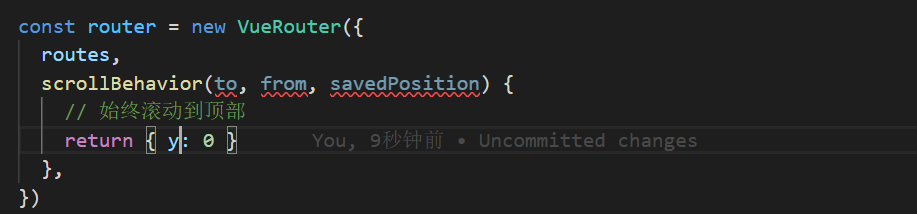 const router = new VueRouter({
routes,
scrollBehavior(to, from, savedPosition) {
// 始终滚动到顶部
return { y: 0 } You, 9秒钟前 • Uncommitted changes
},
})